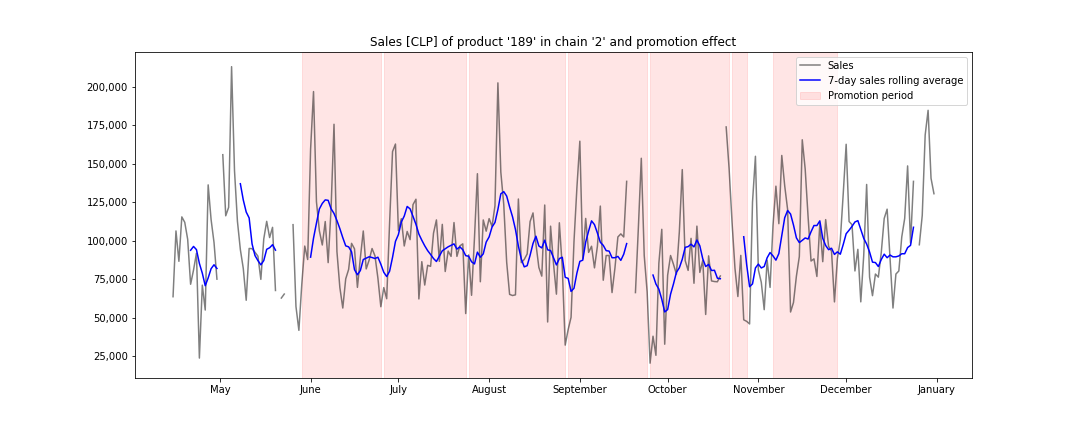 Sales [CLP] of product '189' in chain '2' and promotion effect
Sales
7-day sales rolling average
Promotion period
200,000
175,000
150,000
125,000
100,000
75,000
50,000
25,000
May June July August September October November December January